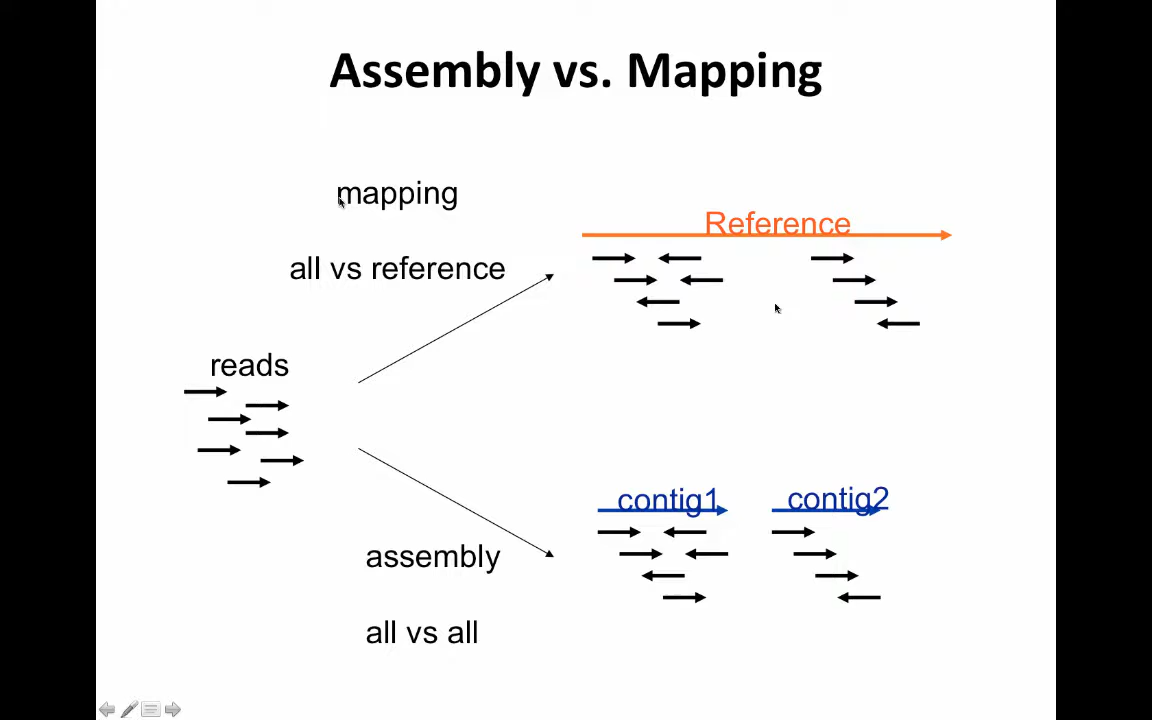 Assembly vs. Mapping
mapping
all vs reference
Reference
reads
contig1
contig2
assembly
all vs all